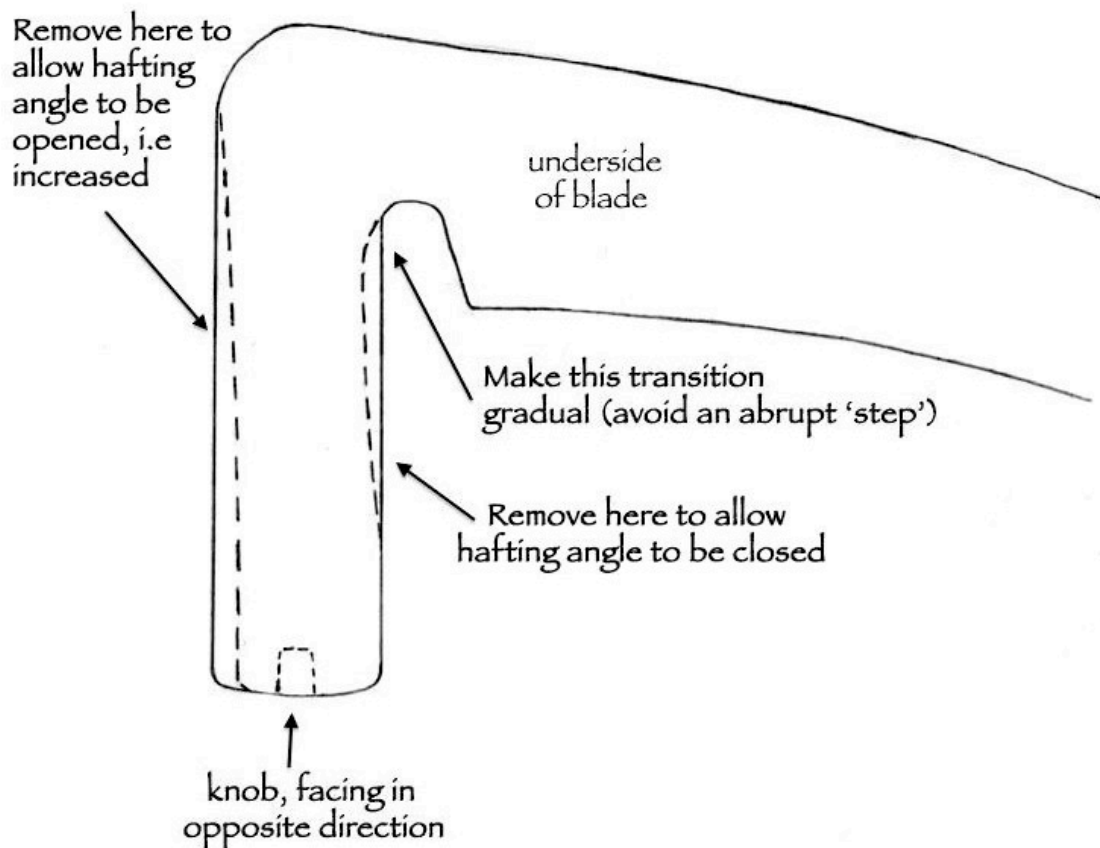 Remove here to
allow hafting
angle to be
opened, i.e
increased
underside
of blade
Make this transition
gradual (avoid an abrupt ‘step’)
Remove here to allow
hafting angle to be closed
knob, facing in
opposite direction